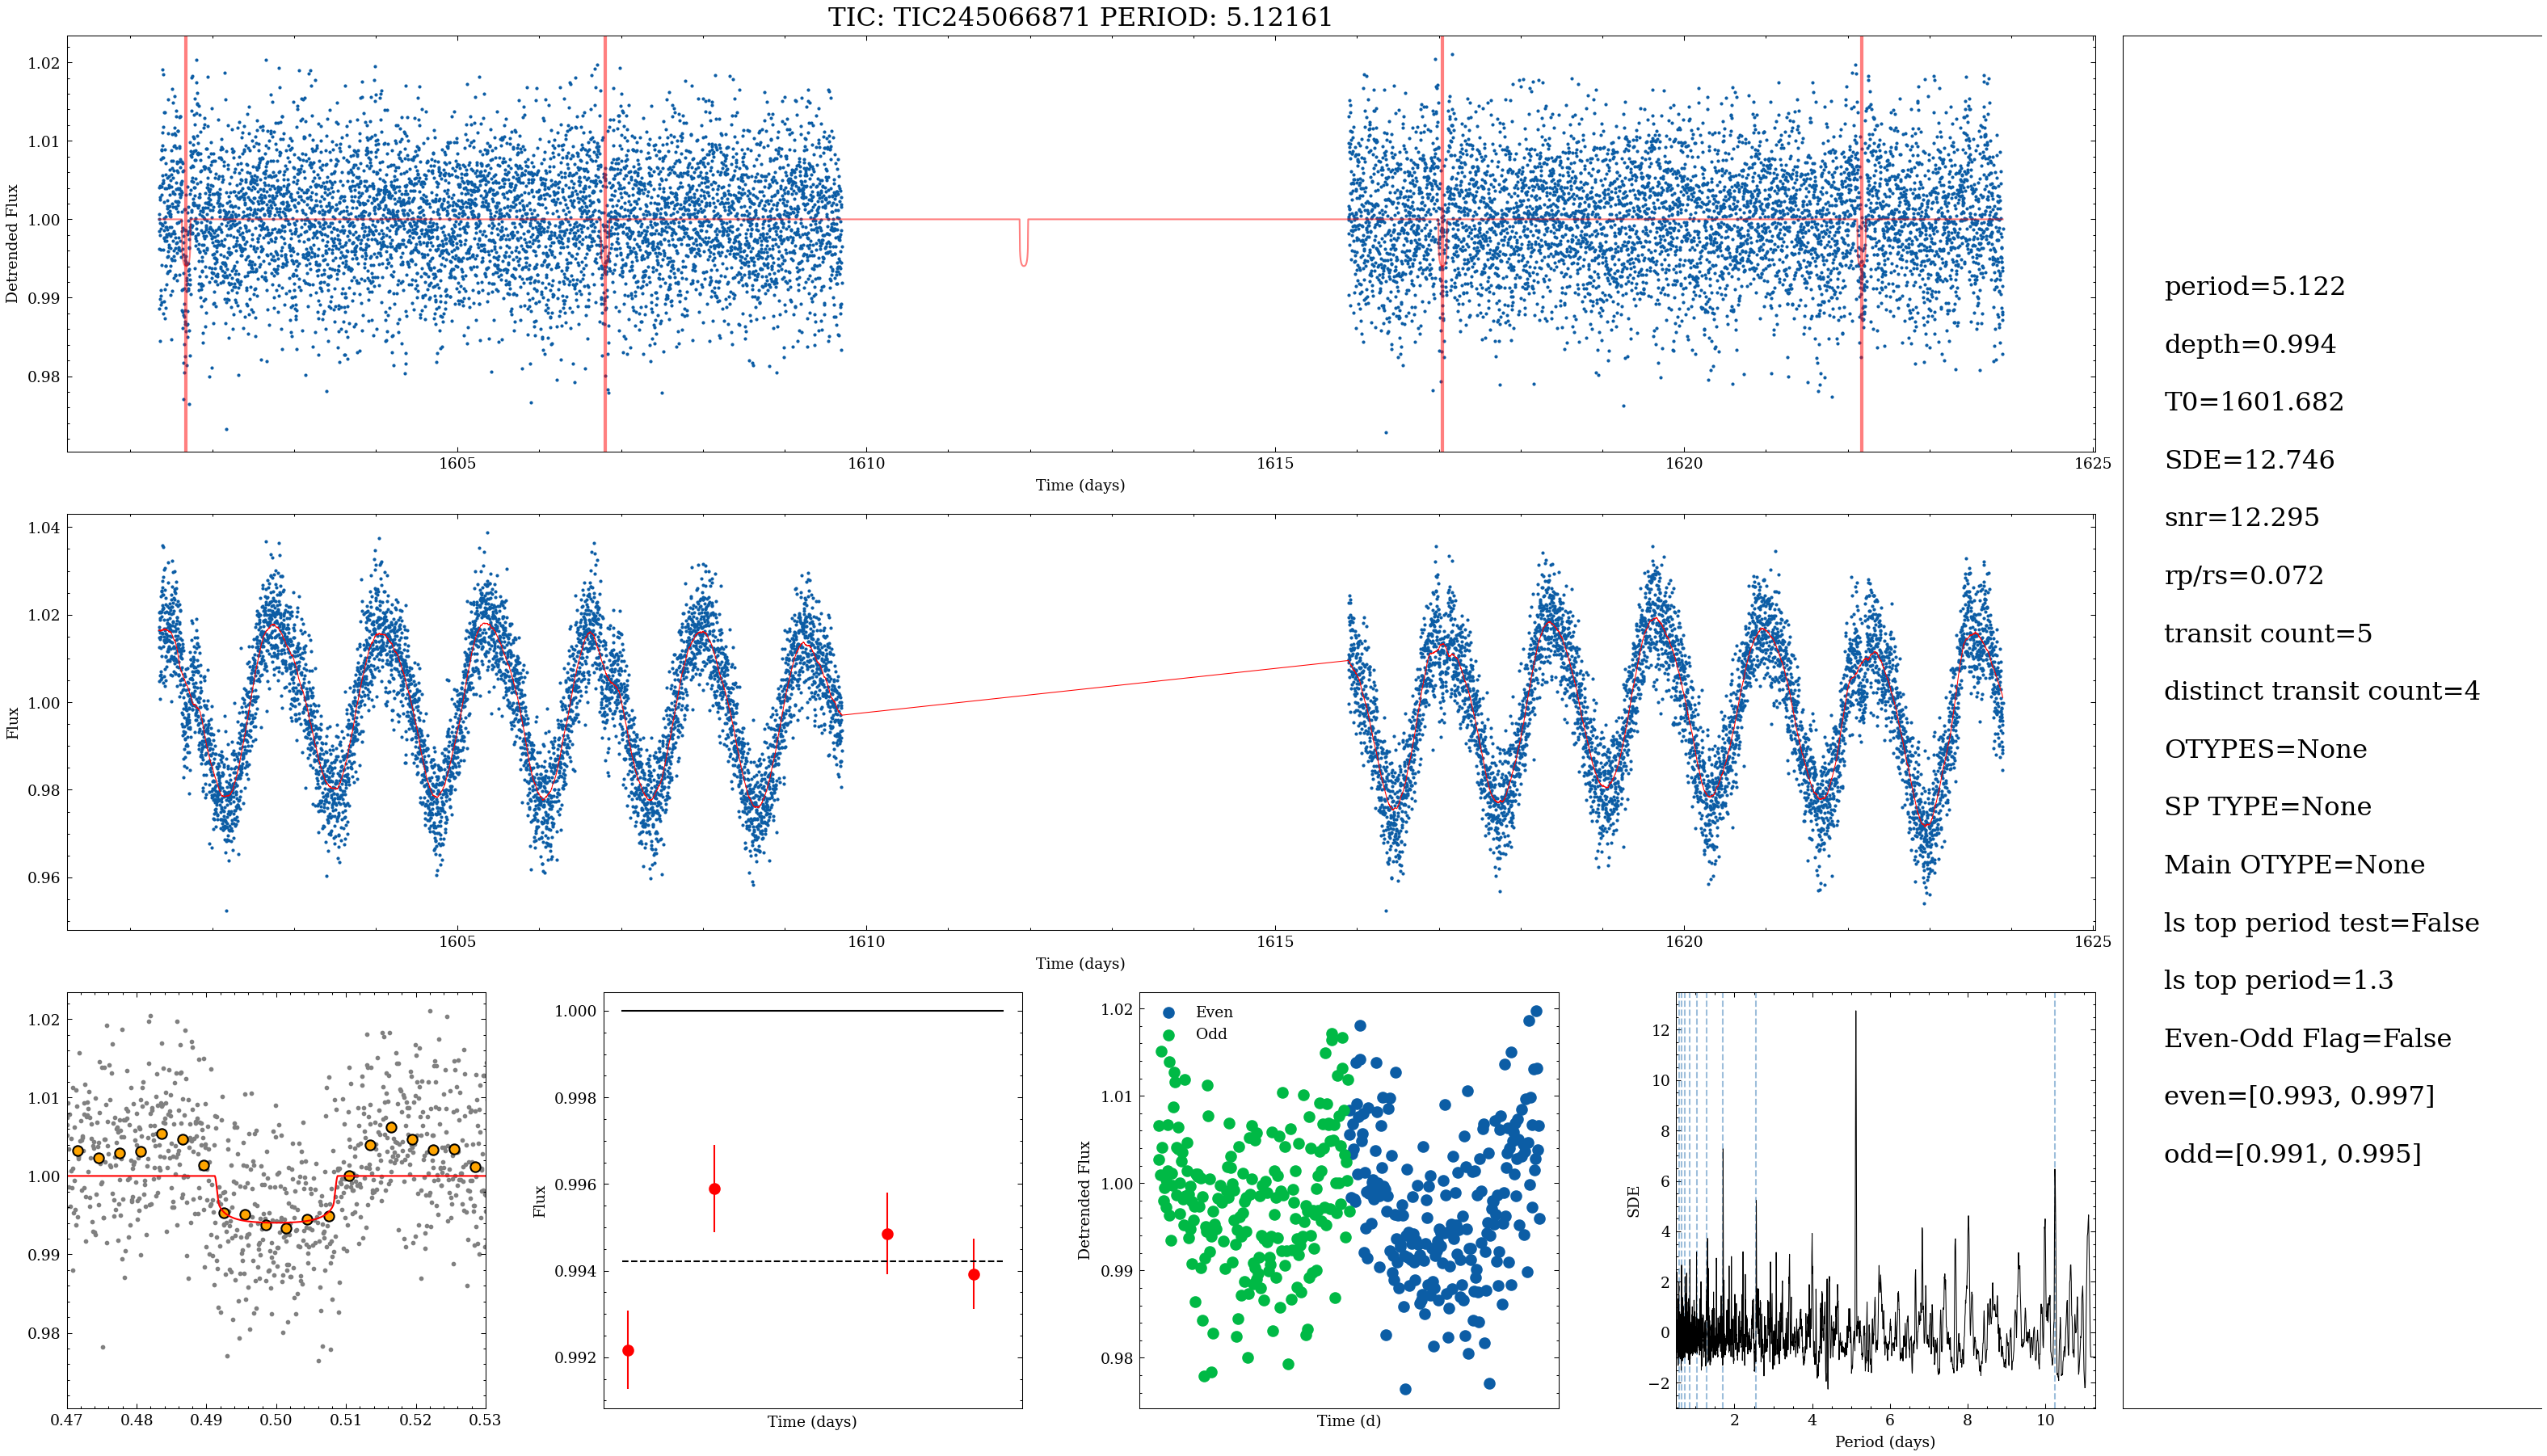 TIC: TIC245066871 PERIOD: 5.12161
1.02
1.01
1.00
0.99
0.98
Detrended Flux
1605
1610
1615
1620
1625
Time (days)
1.04
1.02
1.00
0.98
0.96
Flux
1605
1610
1615
1620
1625
Time (days)
1.02
1.01
1.00
0.99
0.98
0.47
0.48
0.49
0.50
0.51
0.52
0.53
1.000
0.998
0.996
0.994
0.992
Flux
Time (days)
Even
Odd
1.02
1.01
1.00
0.99
0.98
Detrended Flux
Time (d)
12
10
8
6
4
2
0
−2
SDE
2
4
6
8
10
Period (days)
period=5.122
depth=0.994
T0=1601.682
SDE=12.746
snr=12.295
rp/rs=0.072
transit count=5
distinct transit count=4
OTYPES=None
SP TYPE=None
Main OTYPE=None
ls top period test=False
ls top period=1.3
Even-Odd Flag=False
even=[0.993, 0.997]
odd=[0.991, 0.995]